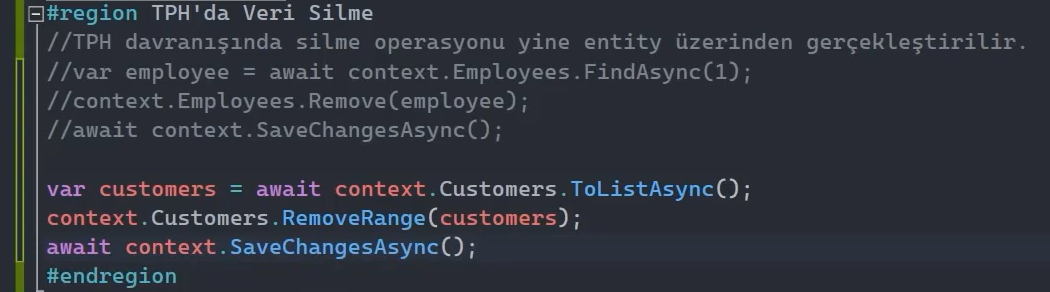 #region TPH'da Veri Silme
//TPH davranışında silme operasyonu yine entity üzerinden gerçekleştirilir.
//var employee = await context.Employees.FindAsync(1);
//context.Employees.Remove(employee);
//await context.SaveChangesAsync();
var customers = await context.Customers.ToListAsync();
context.Customers.RemoveRange(customers);
await context.SaveChangesAsync();
#endregion